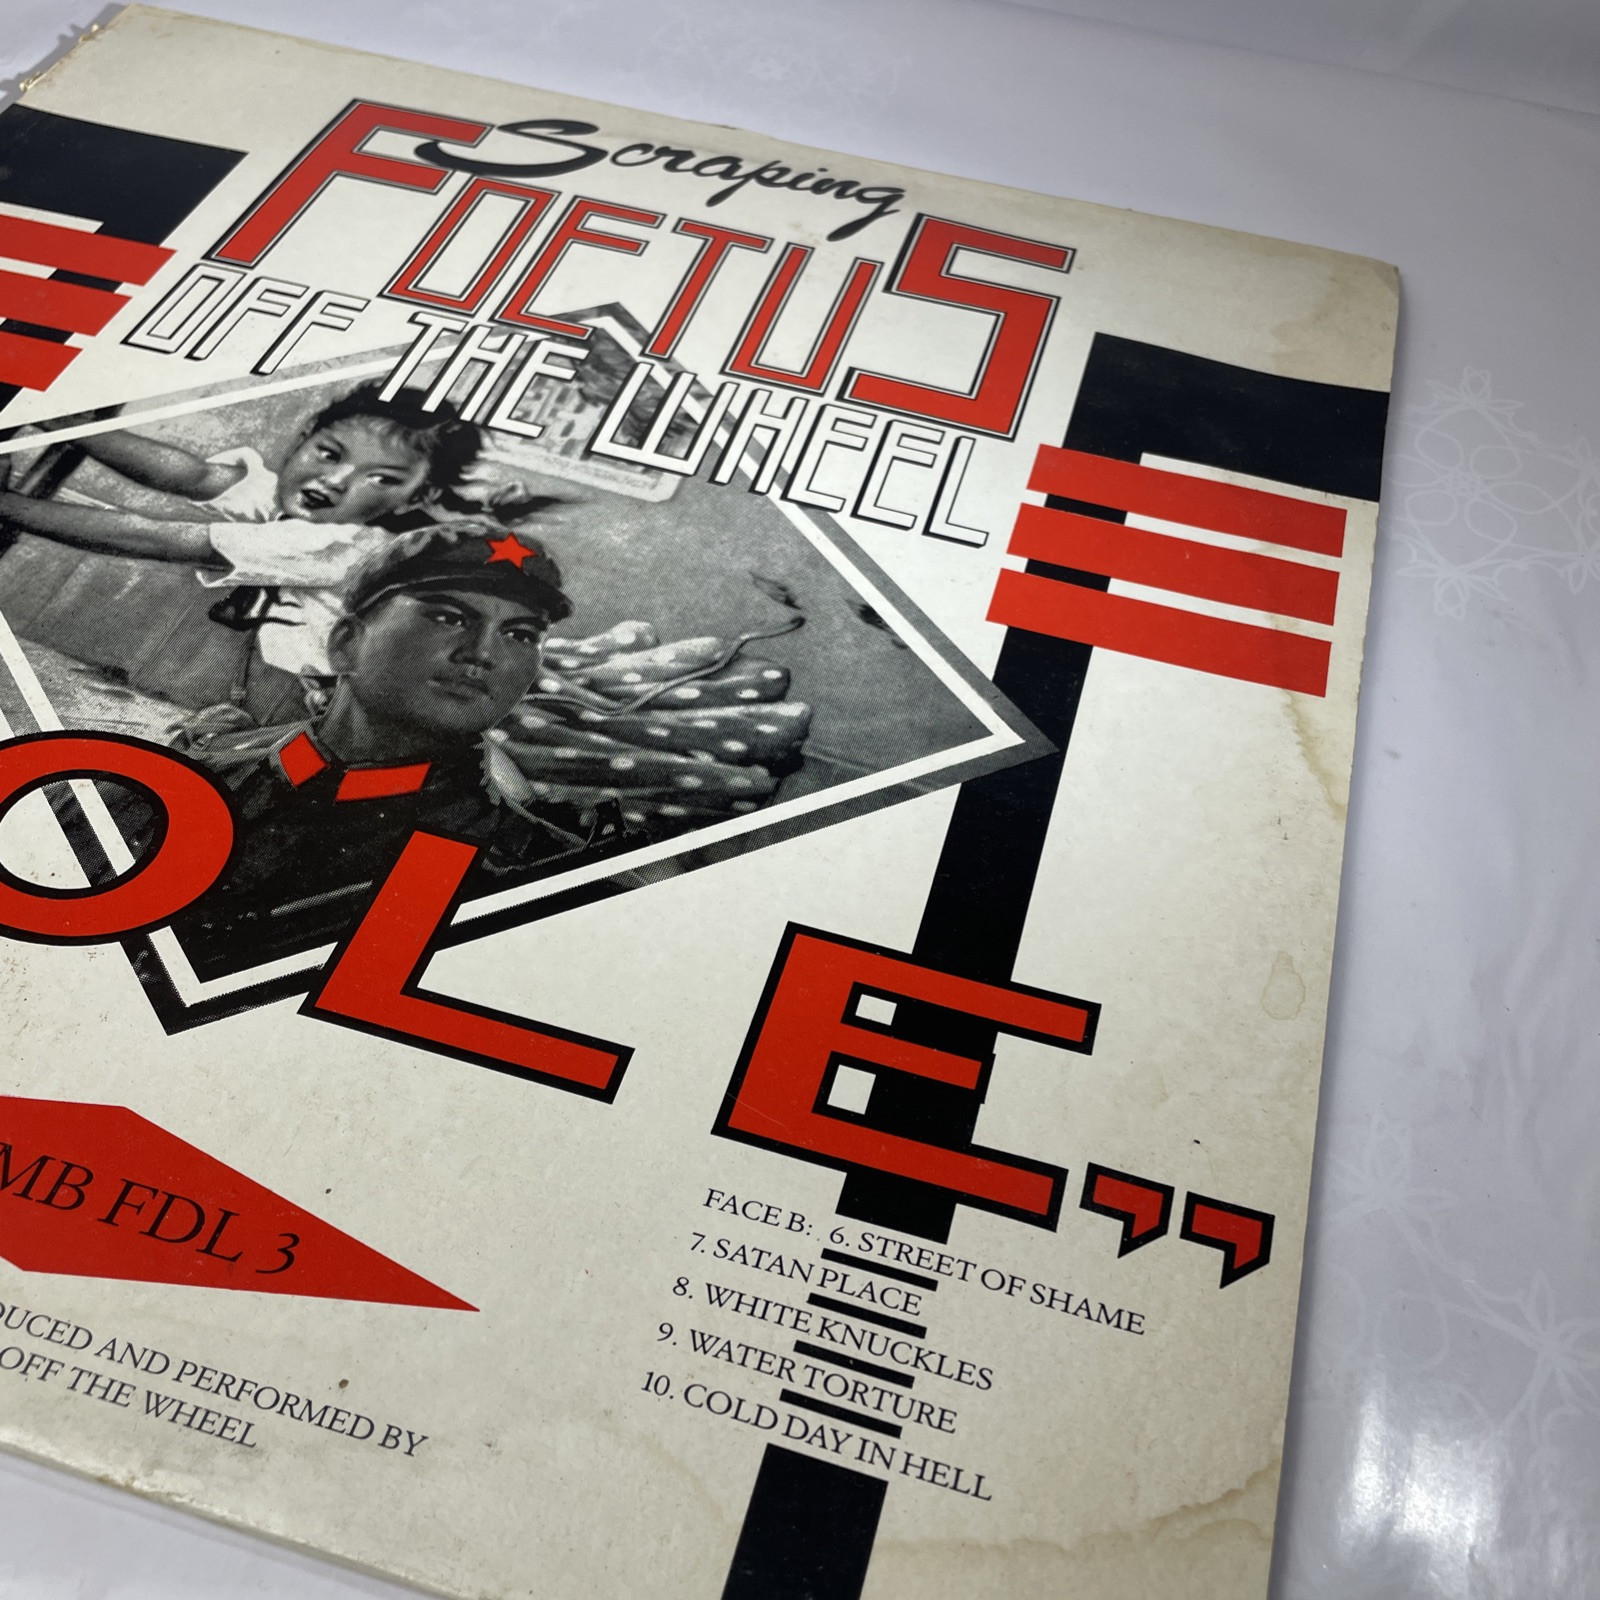 Scraping
FOETUS
OFF THE WHEEL
OLE”
MB FDL 3
FACE B: 6. STREET OF SHAME
7. SATAN PLACE
8. WHITE KNUCKLES
9. WATER TORTURE
10. COLD DAY IN HELL
DUCED AND PERFORMED BY
OFF THE WHEEL